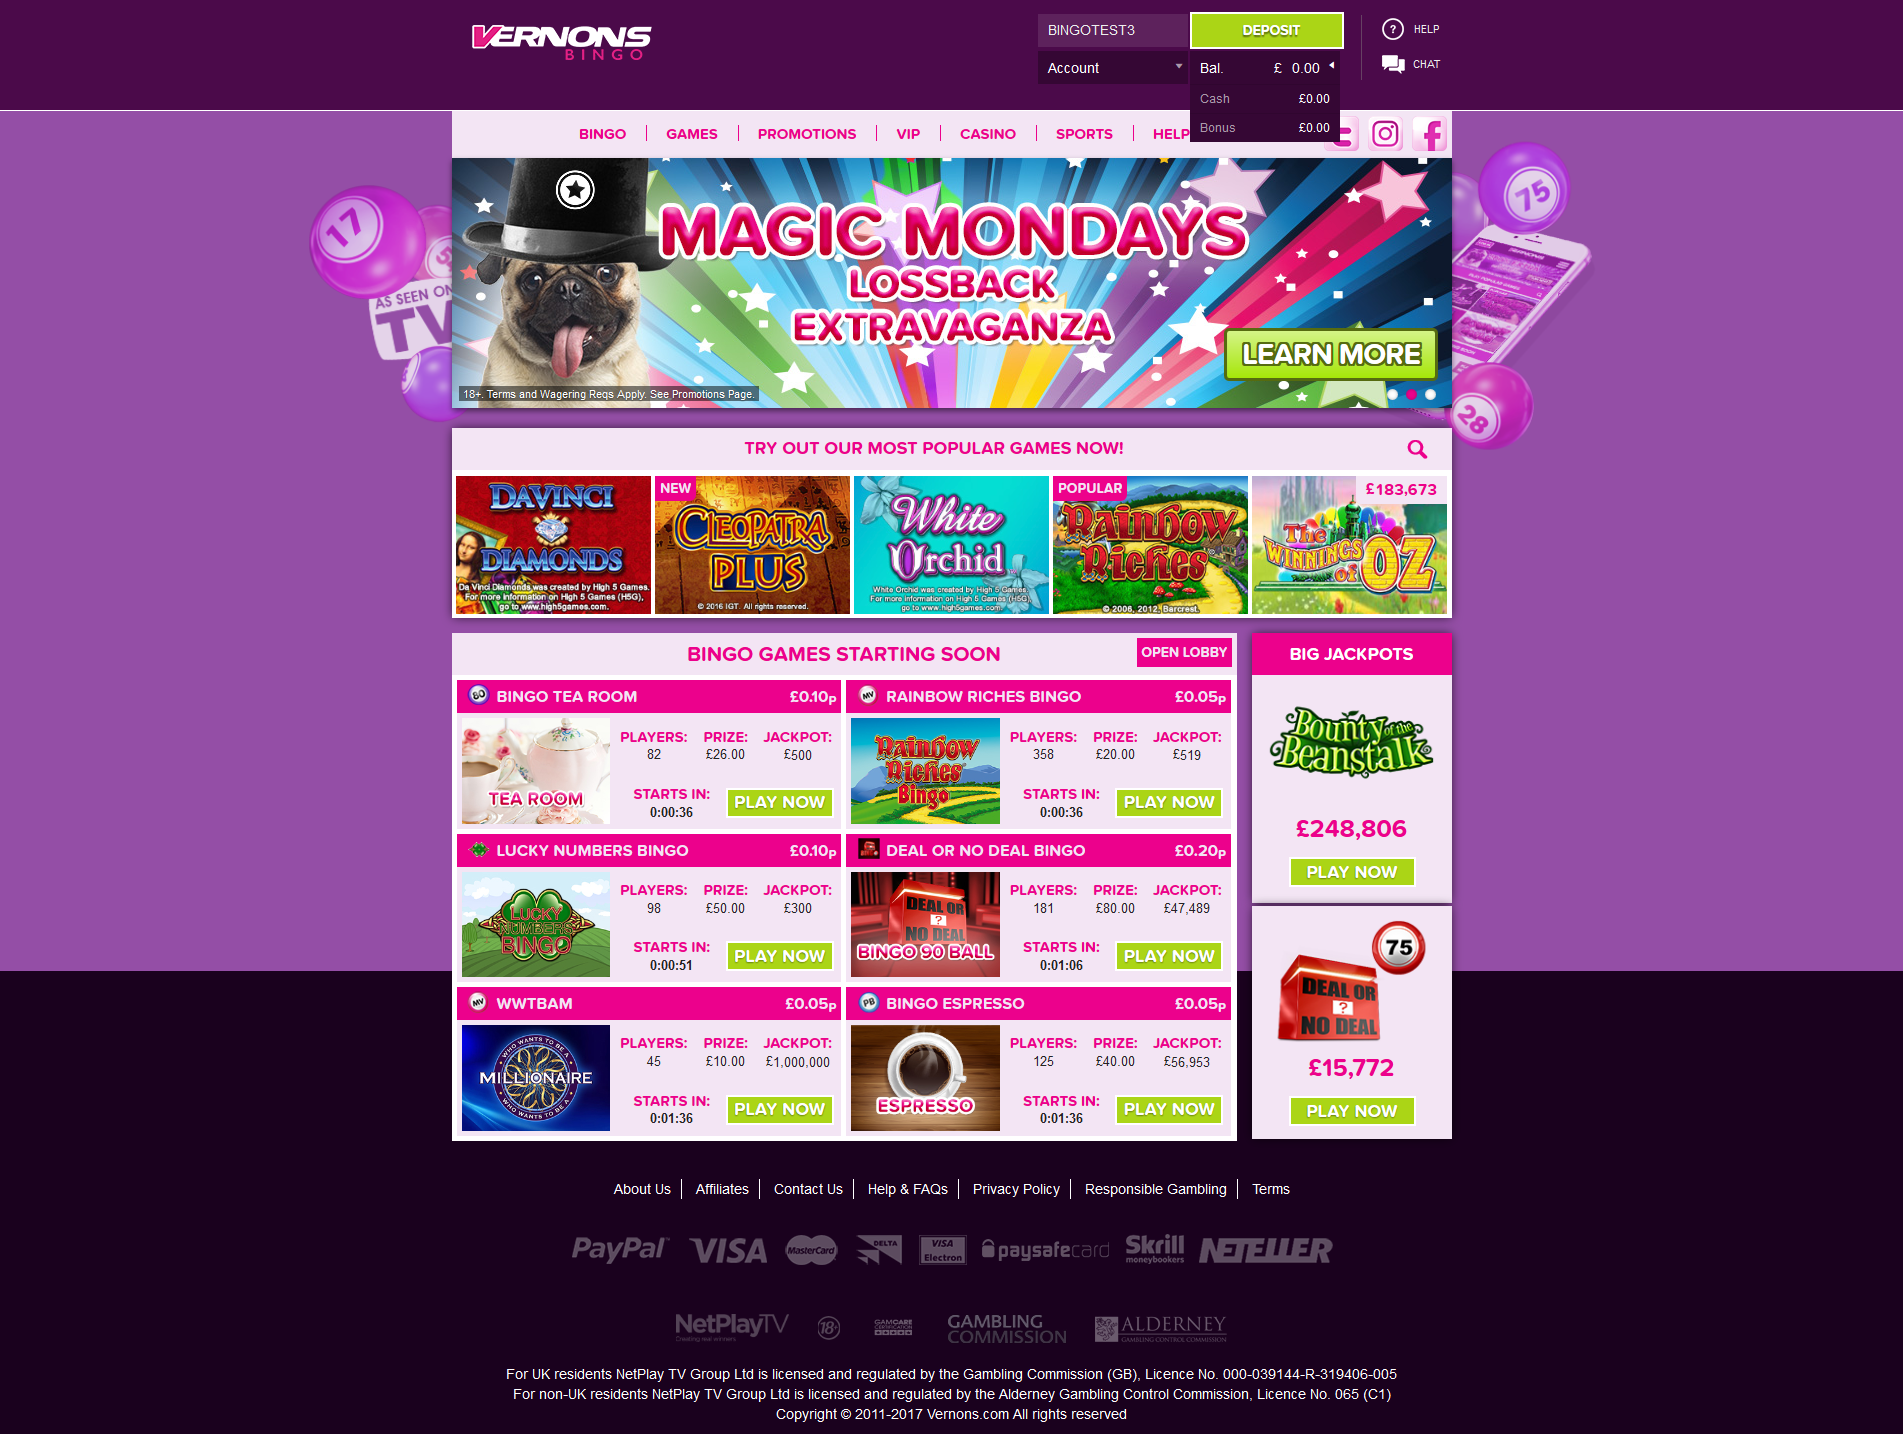 VERNONS
BINGO
BINGOTEST3
DEPOSIT
HELP
Account
Bal. £ 0.00
CHAT
Cash £0.00
Bonus £0.00
BINGO
GAMES
PROMOTIONS
VIP
CASINO
SPORTS
HELP
17
AS SEEN ON
TV
75
28
MAGIC MONDAYS
LOSSBACK
EXTRAVAGANZA
LEARN MORE
18+. Terms and Wagering Reqs Apply. See Promotions Page.
TRY OUT OUR MOST POPULAR GAMES NOW!
DAVINCI
DIAMONDS
Da Vinci Diamonds was created by High 5 Games.
For more information on High 5 Games (H5G),
go to www.high5games.com.
NEW
CLEOPATRA
PLUS
© 2016 IGT. All rights reserved.
White
Orchid
White Orchid was created by High 5 Games.
For more information on High 5 Games (H5G),
go to www.high5games.com.
POPULAR
Rainbow
Riches
© 2008, 2012, Barcrest.
£183,673
The
WINNINGS
of OZ
BINGO GAMES STARTING SOON
OPEN LOBBY
80 BINGO TEA ROOM £0.10p
TEA ROOM
PLAYERS: PRIZE: JACKPOT:
82 £26.00 £500
STARTS IN:
0:00:36
PLAY NOW
MV RAINBOW RICHES BINGO £0.05p
Rainbow
Riches
Bingo
PLAYERS: PRIZE: JACKPOT:
358 £20.00 £519
STARTS IN:
0:00:36
PLAY NOW
LUCKY NUMBERS BINGO £0.10p
LUCKY
NUMBERS
BINGO
PLAYERS: PRIZE: JACKPOT:
98 £50.00 £300
STARTS IN:
0:00:51
PLAY NOW
DEAL OR NO DEAL BINGO £0.20p
DEAL OR
?
NO DEAL
BINGO 90 BALL
PLAYERS: PRIZE: JACKPOT:
181 £80.00 £47,489
STARTS IN:
0:01:06
PLAY NOW
MV WWTBAM £0.05p
WHO WANTS TO BE A
MILLIONAIRE
WHO WANTS TO BE A
PLAYERS: PRIZE: JACKPOT:
45 £10.00 £1,000,000
STARTS IN:
0:01:36
PLAY NOW
PB BINGO ESPRESSO £0.05p
ESPRESSO
PLAYERS: PRIZE: JACKPOT:
125 £40.00 £56,953
STARTS IN:
0:01:36
PLAY NOW
BIG JACKPOTS
Bounty of the
Beanstalk
£248,806
PLAY NOW
75
DEAL OR
?
NO DEAL
£15,772
PLAY NOW
About Us
Affiliates
Contact Us
Help & FAQs
Privacy Policy
Responsible Gambling
Terms
PayPal
VISA
MasterCard
DELTA
VISA
Electron
paysafecard
Skrill
moneybookers
NETELLER
NetPlayTV
Creating real winners
18+
GAMCARE
CERTIFICATION
GAMBLING
COMMISSION
ALDERNEY
GAMBLING CONTROL COMMISSION
For UK residents NetPlay TV Group Ltd is licensed and regulated by the Gambling Commission (GB), Licence No. 000-039144-R-319406-005
For non-UK residents NetPlay TV Group Ltd is licensed and regulated by the Alderney Gambling Control Commission, Licence No. 065 (C1)
Copyright © 2011-2017 Vernons.com All rights reserved